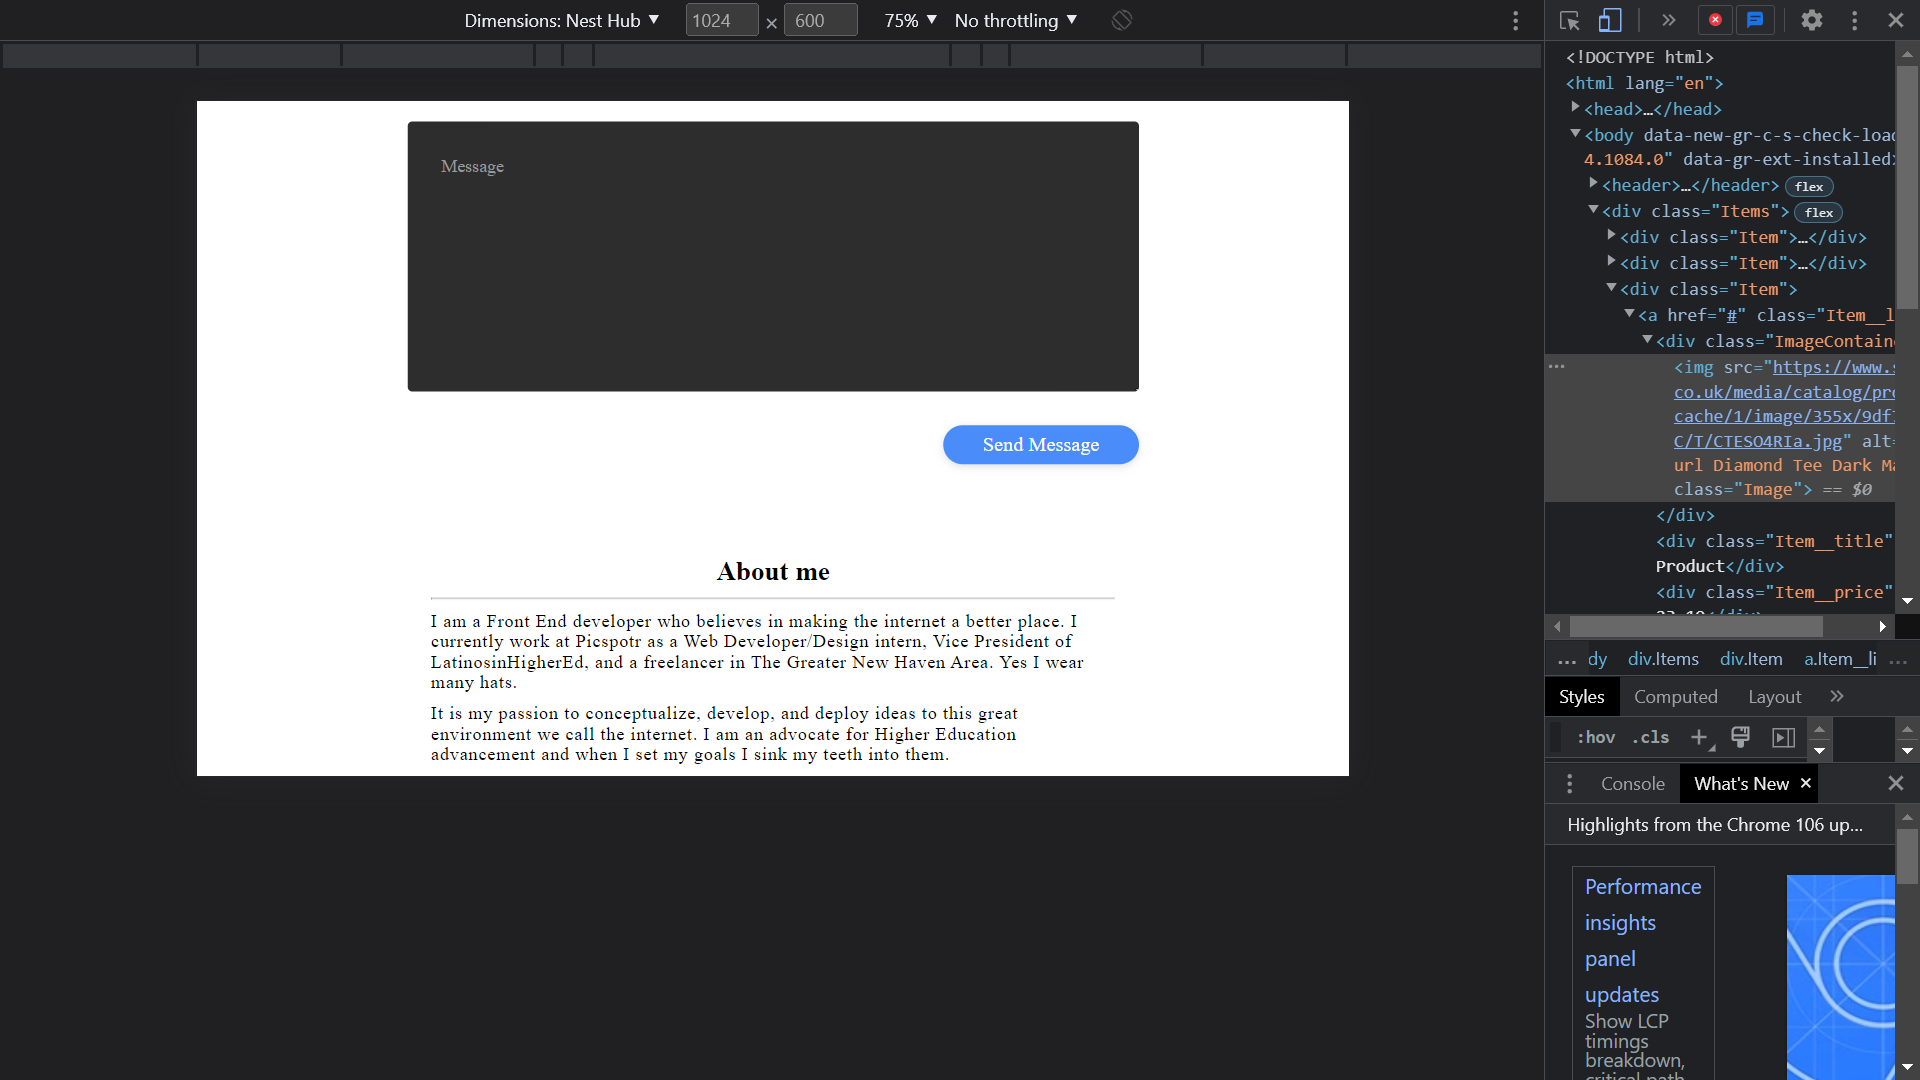 Dimensions: Nest Hub ▼ 1024 × 600 75% ▼ No throttling ▼
Message
Send Message
About me
I am a Front End developer who believes in making the internet a better place. I
currently work at Picspotr as a Web Developer/Design intern, Vice President of
LatinosinHigherEd, and a freelancer in The Greater New Haven Area. Yes I wear
many hats.
It is my passion to conceptualize, develop, and deploy ideas to this great
environment we call the internet. I am an advocate for Higher Education
advancement and when I set my goals I sink my teeth into them.
<!DOCTYPE html>
<html lang="en">
<head>…</head>
<body data-new-gr-c-s-check-load
4.1084.0" data-gr-ext-installed
<header>…</header> flex
<div class="Items"> flex
<div class="Item">…</div>
<div class="Item">…</div>
<div class="Item">
<a href="#" class="Item__l
<div class="ImageContain
<img src="https://www.s
co.uk/media/catalog/pro
cache/1/image/355x/9df
C/T/CTESO4RIa.jpg" alt=
url Diamond Tee Dark Ma
class="Image"> == $0
</div>
<div class="Item__title"
Product</div>
<div class="Item__price"
... dy div.Items div.Item a.Item__li ...
Styles Computed Layout
:hov .cls +
Console What's New ×
Highlights from the Chrome 106 up...
Performance
insights
panel
updates
Show LCP
timings
breakdown,
critical path